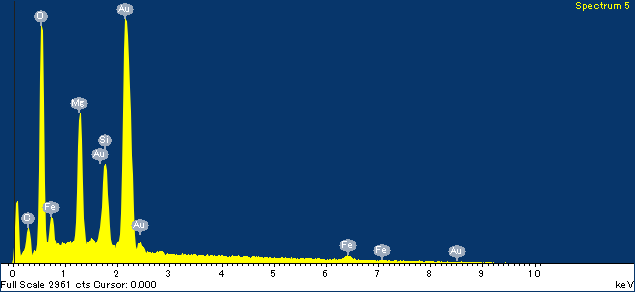 Spectrum 5
Au
O
Mg
Si
Au
Fe
O
Au
Fe
Fe
Au
0 1 2 3 4 5 6 7 8 9 10
Full Scale 2961 cts Cursor: 0.000 keV